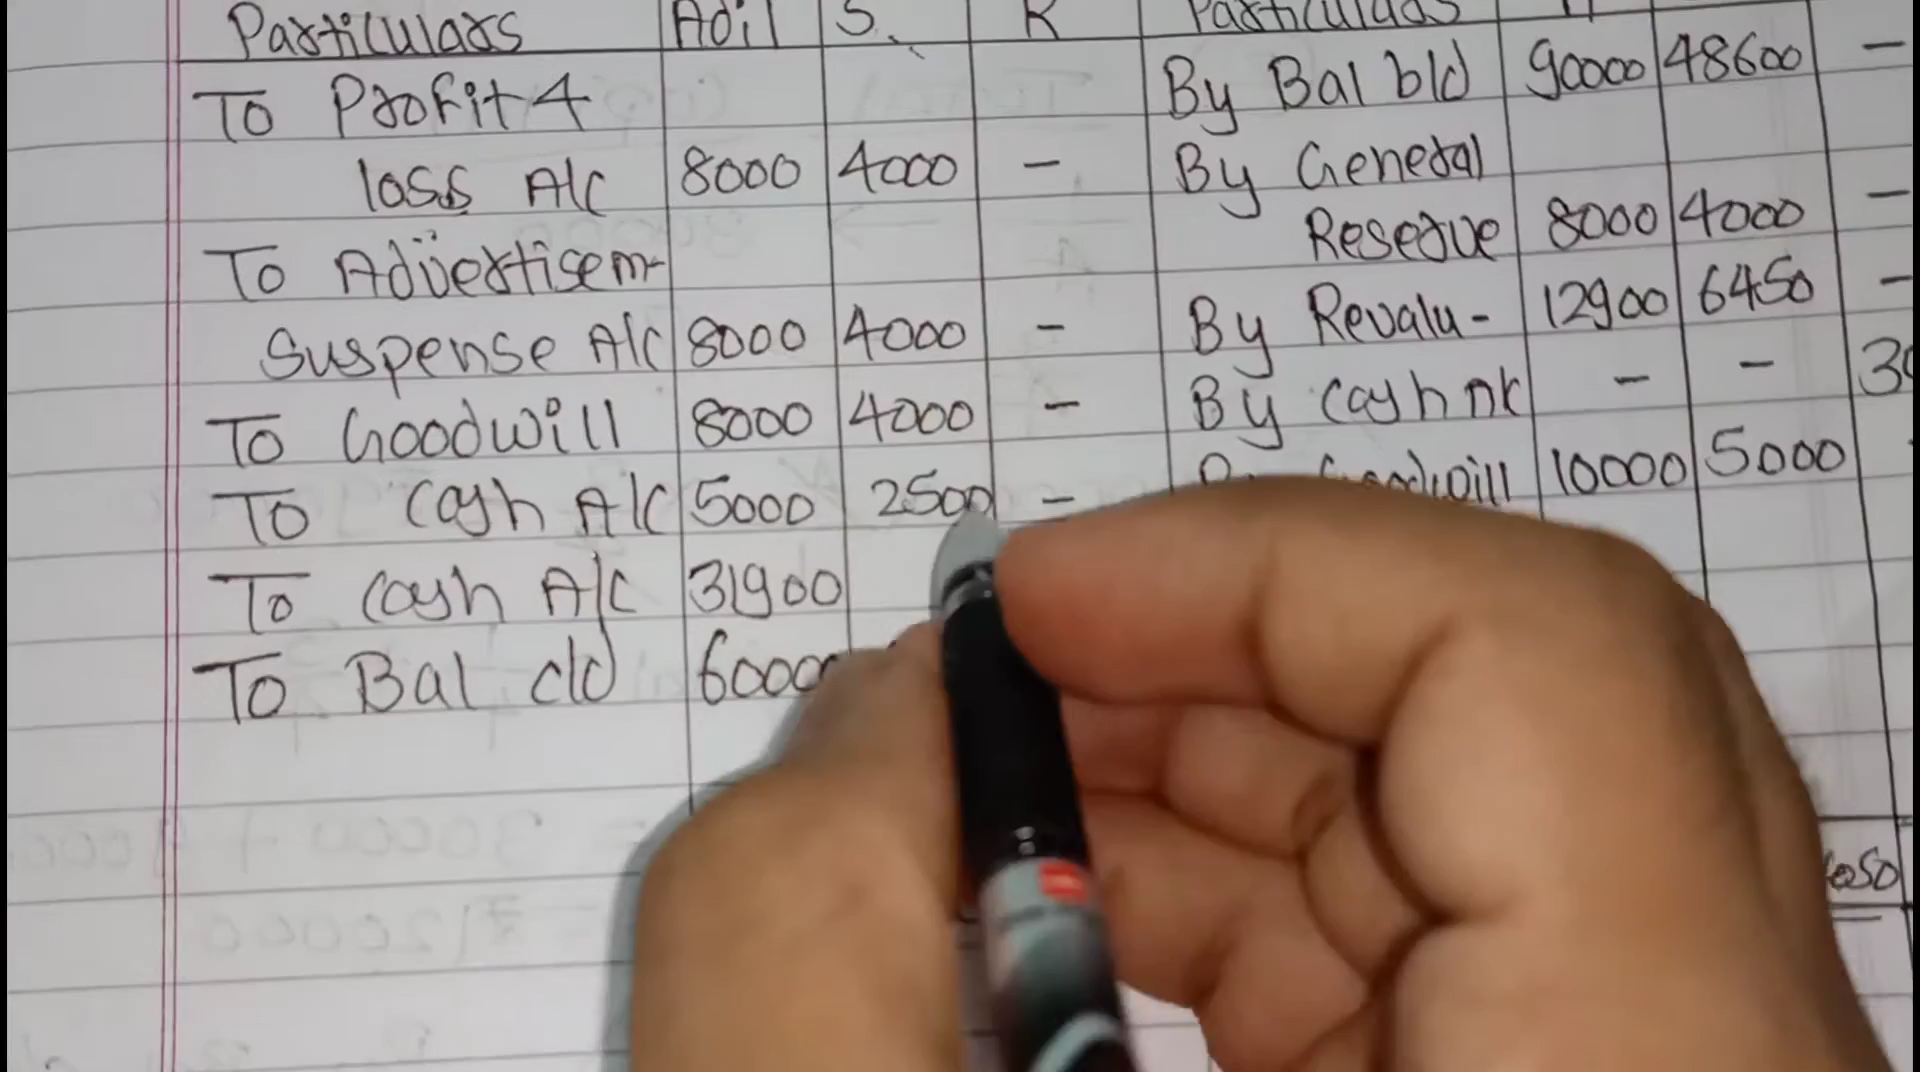 Particulars Adil S. R Particulars
To Profit & By Bal b/d 90000 48600 -
loss A/c 8000 4000 - By General
To Advertisem- Reserve 8000 4000 -
Suspense A/c 8000 4000 - By Revalu- 12900 6450 -
To Goodwill 8000 4000 - By Cash A/c - -
To Cash A/c 5000 2500 - Goodwill 10000 5000
To Cash A/c 31900
To Bal c/d 6000